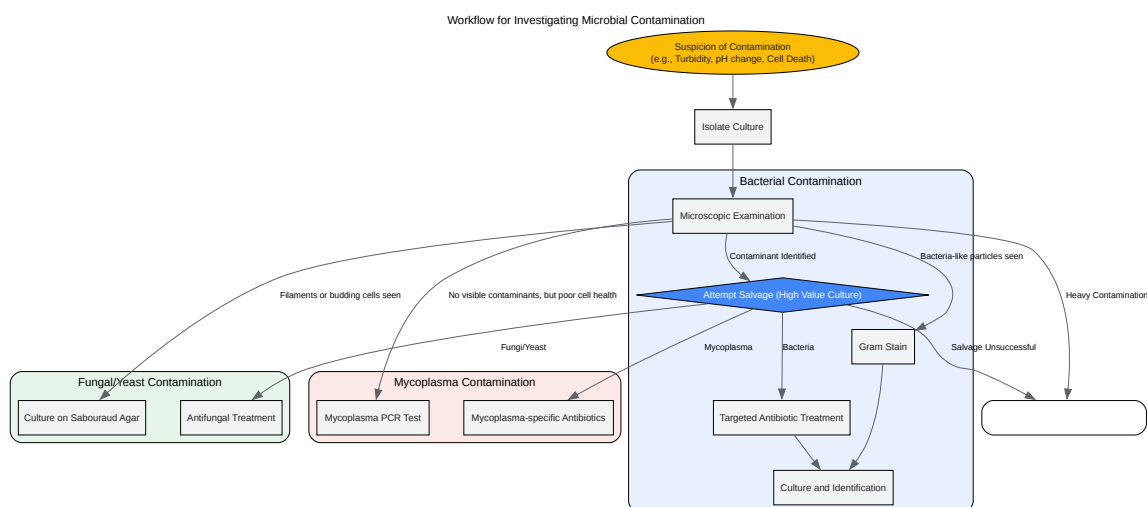 Workflow for Investigating Microbial Contamination
Suspicion of Contamination
(e.g., Turbidity, pH change, Cell Death)
Isolate Culture
Bacterial Contamination
Microscopic Examination
Contaminant Identified
Bacteria-like particles seen
Filaments or budding cells seen
No visible contaminants, but poor cell health
Attempt Salvage (High Value Culture)
Heavy Contamination
Fungi/Yeast
Mycoplasma
Bacteria
Gram Stain
Salvage Unsuccessful
Fungal/Yeast Contamination
Mycoplasma Contamination
Culture on Sabouraud Agar
Antifungal Treatment
Mycoplasma PCR Test
Mycoplasma-specific Antibiotics
Targeted Antibiotic Treatment
Culture and Identification